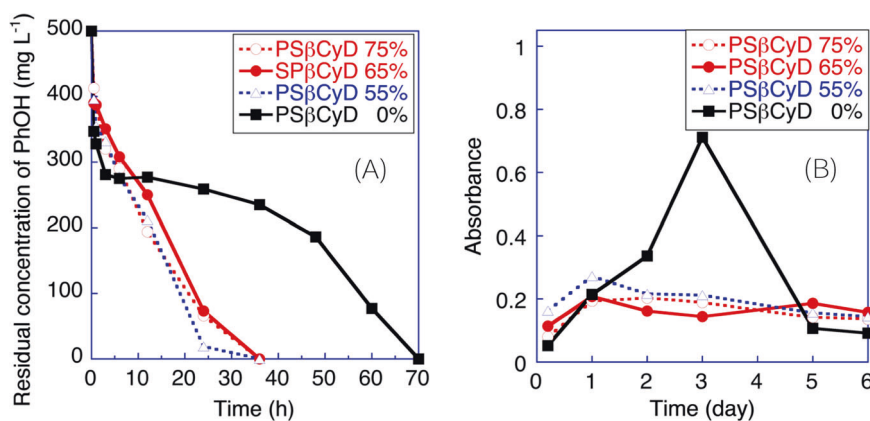 Residual concentration of PhOH (mg L⁻¹)
500
400
300
200
100
0
PSβCyD 75%
SPβCyD 65%
PSβCyD 55%
PSβCyD 0%
(A)
0 10 20 30 40 50 60 70
Time (h)
Absorbance
1
0.8
0.6
0.4
0.2
0
PSβCyD 75%
PSβCyD 65%
PSβCyD 55%
PSβCyD 0%
(B)
0 1 2 3 4 5 6
Time (day)